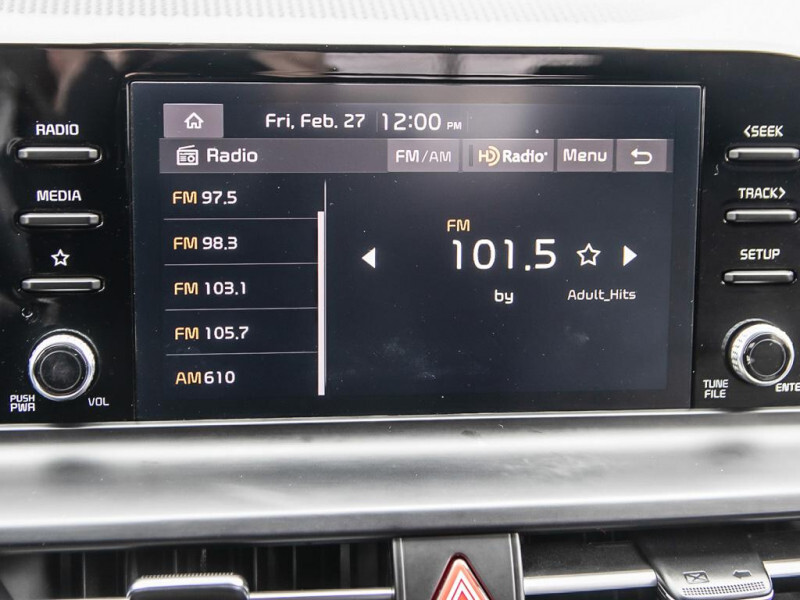 Fri, Feb. 27 12:00 PM
RADIO
<SEEK
Radio FM/AM HD Radio Menu
MEDIA
TRACK>
FM 97.5
FM 98.3
FM 103.1
FM 105.7
AM 610
FM
101.5
by Adult_Hits
SETUP
PUSH
PWR
VOL
TUNE
FILE
ENTE